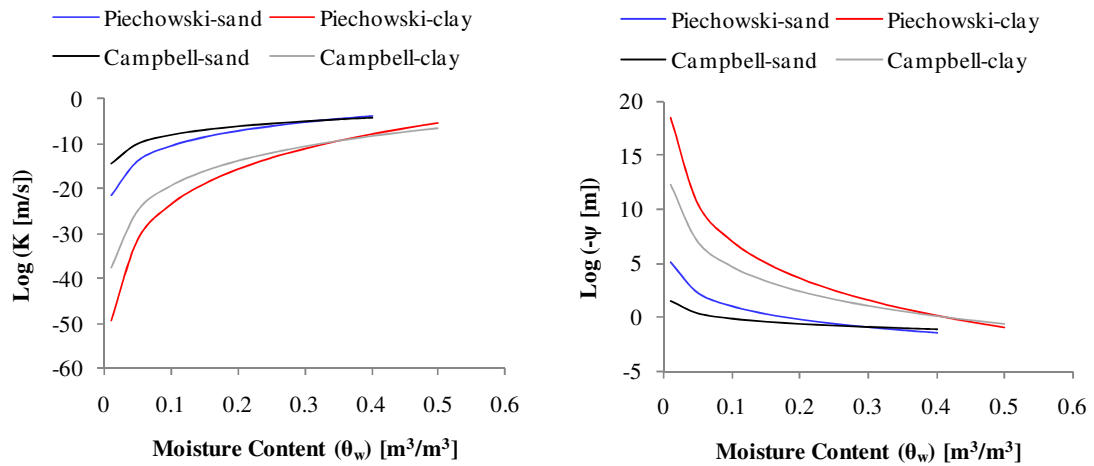 Piechowski-sand Piechowski-clay
Campbell-sand Campbell-clay
0
-10
-20
-30
-40
-50
-60
Log (K [m/s])
0 0.1 0.2 0.3 0.4 0.5 0.6
Moisture Content (θw) [m³/m³]
Piechowski-sand Piechowski-clay
Campbell-sand Campbell-clay
20
15
10
5
0
-5
Log (-ψ [m])
0 0.1 0.2 0.3 0.4 0.5 0.6
Moisture Content (θw) [m³/m³]